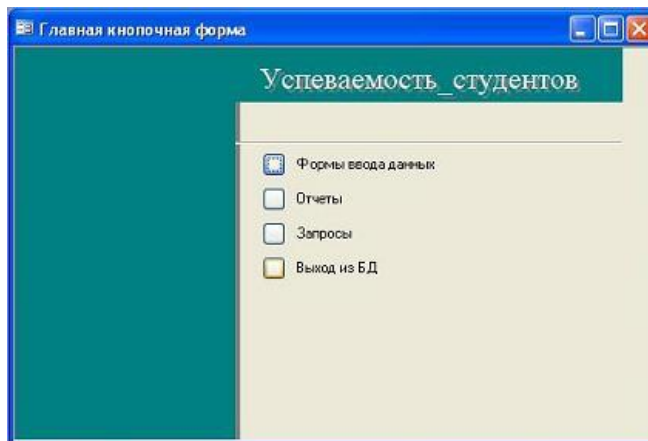 Главная кнопочная форма
Успеваемость_студентов
Формы ввода данных
Отчеты
Запросы
Выход из БД